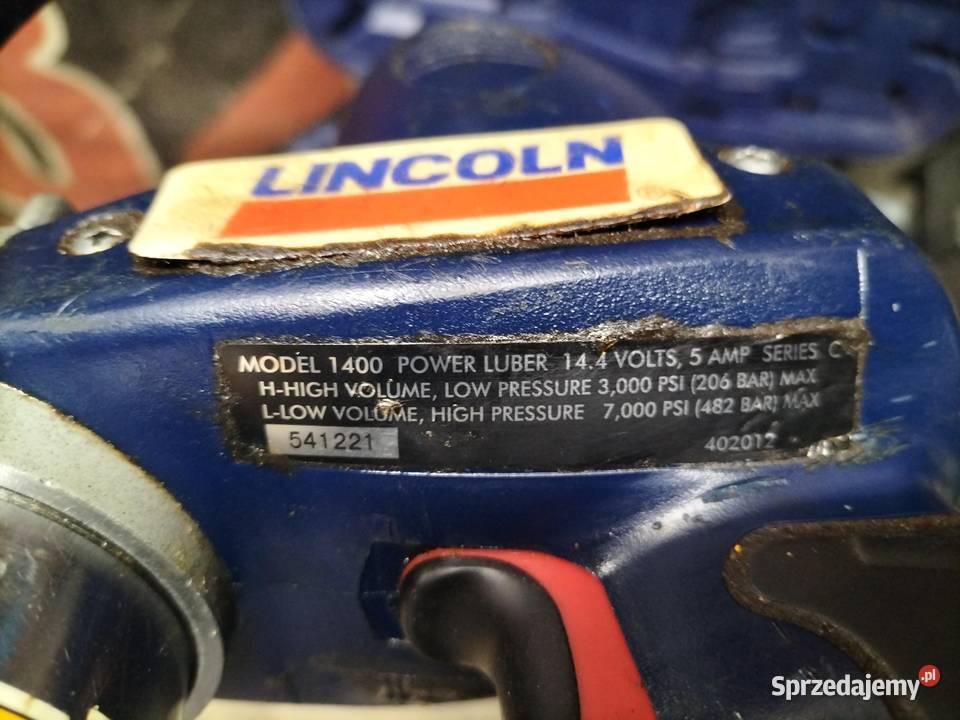 LINCOLN
MODEL 1400 POWER LUBER 14.4 VOLTS, 5 AMP SERIES C
H-HIGH VOLUME, LOW PRESSURE 3,000 PSI (206 BAR) MAX
L-LOW VOLUME, HIGH PRESSURE 7,000 PSI (482 BAR) MAX
541221
402012
Sprzedajemy.pl